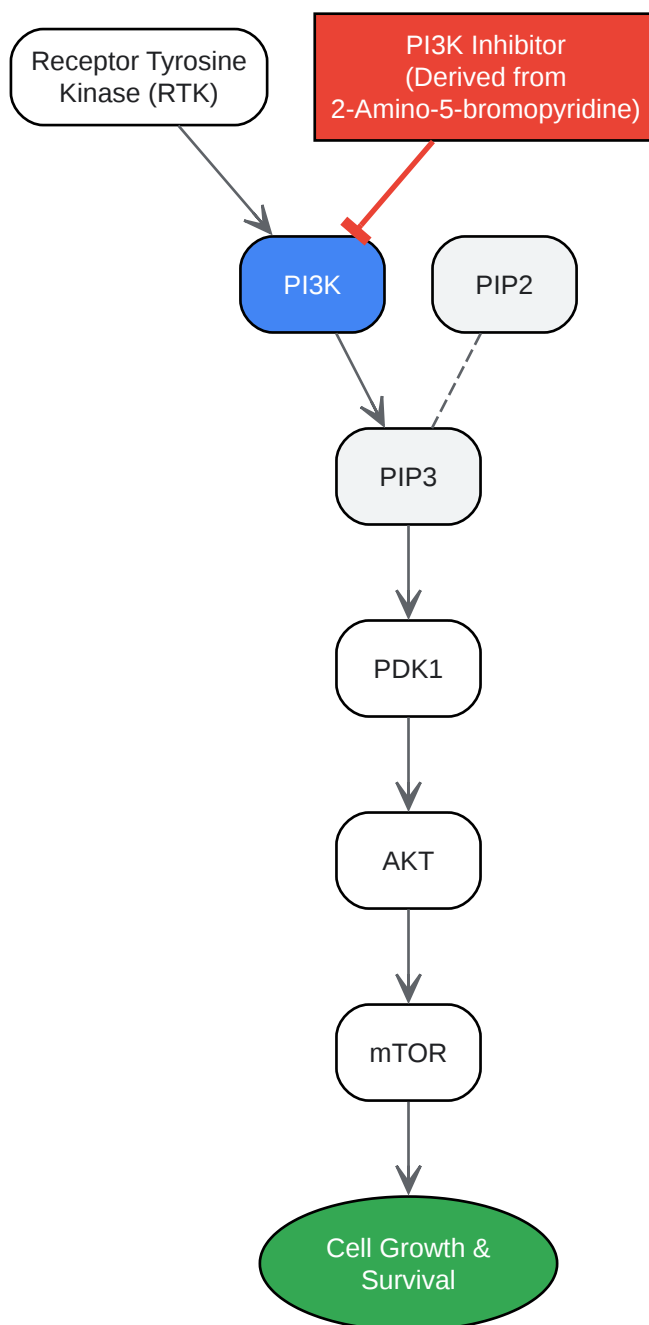 Receptor Tyrosine
Kinase (RTK)
PI3K Inhibitor
(Derived from
2-Amino-5-bromopyridine)
PI3K
PIP2
PIP3
PDK1
AKT
mTOR
Cell Growth &
Survival